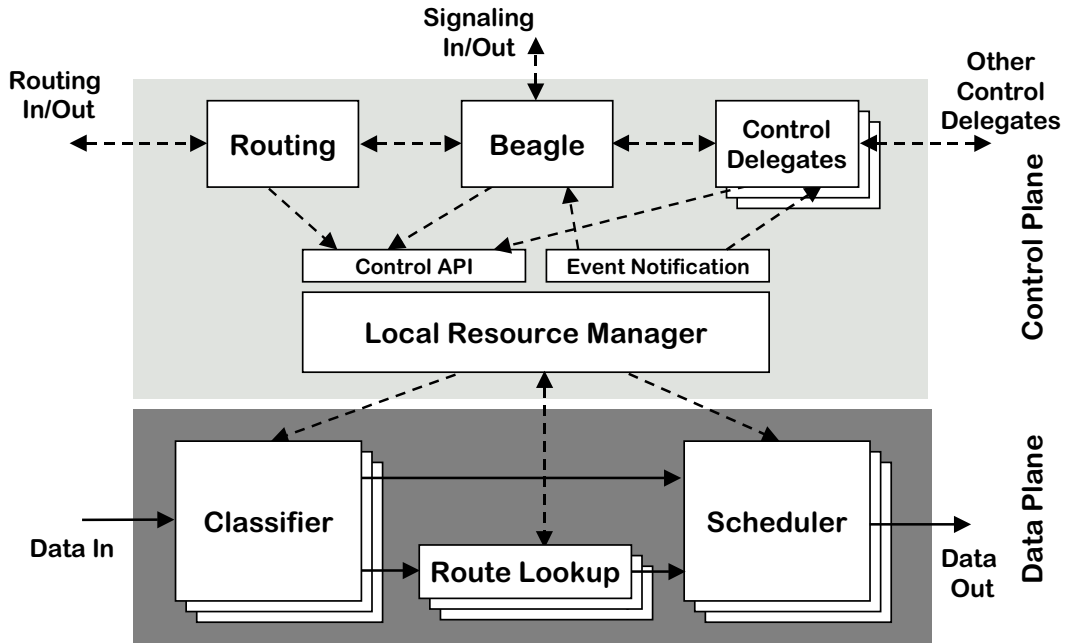 Signaling
In/Out
Routing
In/Out
Other
Control
Delegates
Routing
Beagle
Control
Delegates
Control Plane
Control API
Event Notification
Local Resource Manager
Data Plane
Classifier
Scheduler
Data In
Route Lookup
Data
Out